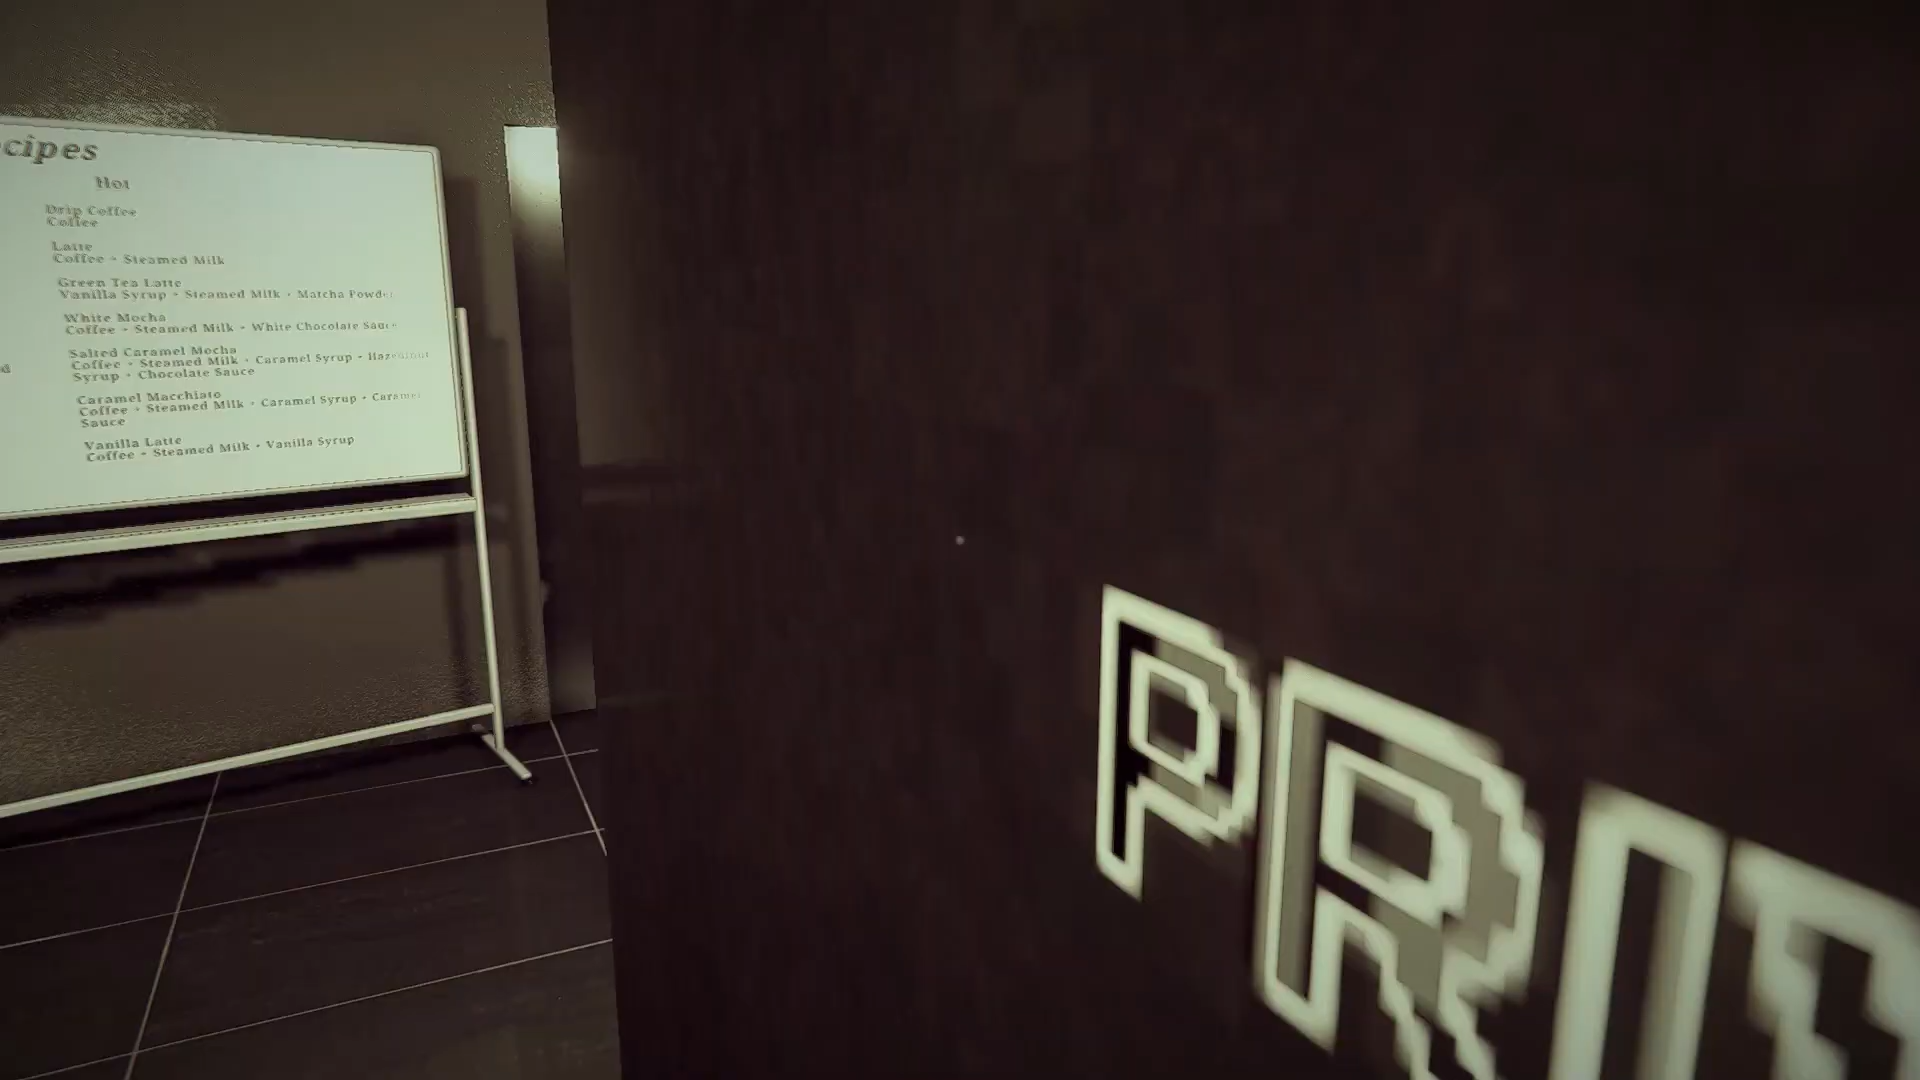 ecipes
Hot
Drip Coffee
Coffee
Latte
Coffee + Steamed Milk
Green Tea Latte
Vanilla Syrup + Steamed Milk + Matcha Powder
White Mocha
Coffee + Steamed Milk + White Chocolate Sauce
Salted Caramel Mocha
Coffee + Steamed Milk + Caramel Syrup + Hazelnut
Syrup + Chocolate Sauce
Caramel Macchiato
Coffee + Steamed Milk + Caramel Syrup + Caramel
Sauce
Vanilla Latte
Coffee + Steamed Milk + Vanilla Syrup
d
PRI